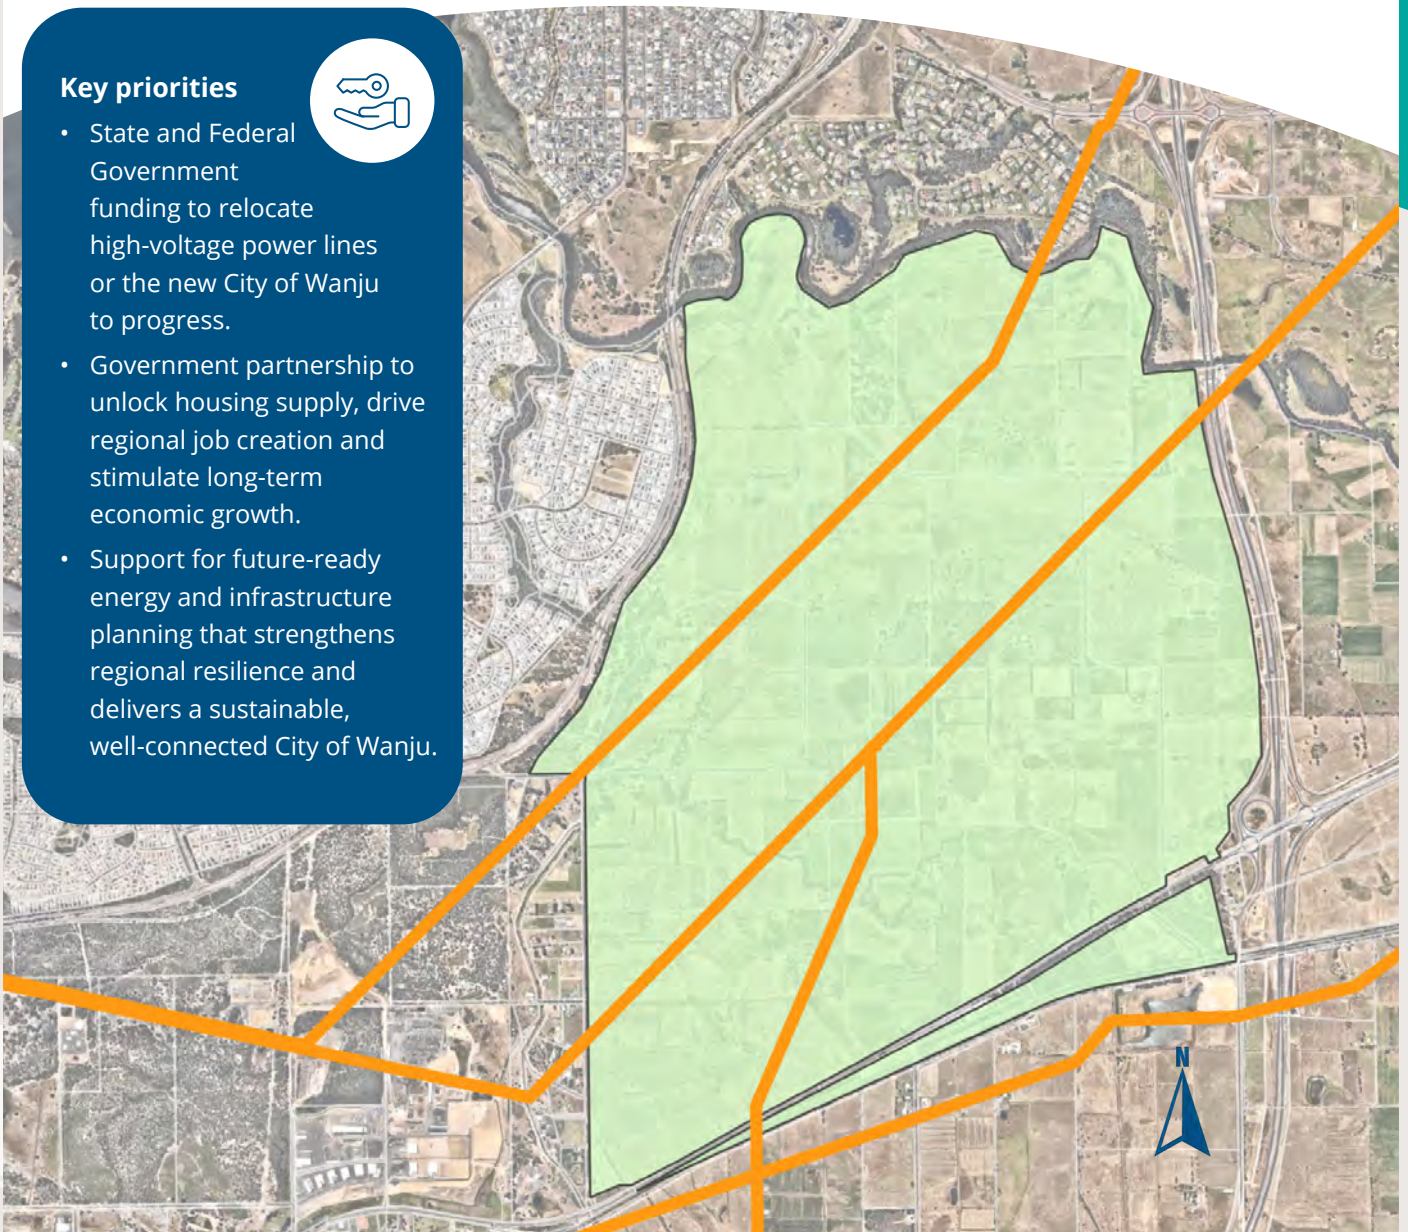 Key priorities
• State and Federal
Government
funding to relocate
high-voltage power lines
or the new City of Wanju
to progress.
• Government partnership to
unlock housing supply, drive
regional job creation and
stimulate long-term
economic growth.
• Support for future-ready
energy and infrastructure
planning that strengthens
regional resilience and
delivers a sustainable,
well-connected City of Wanju.
N